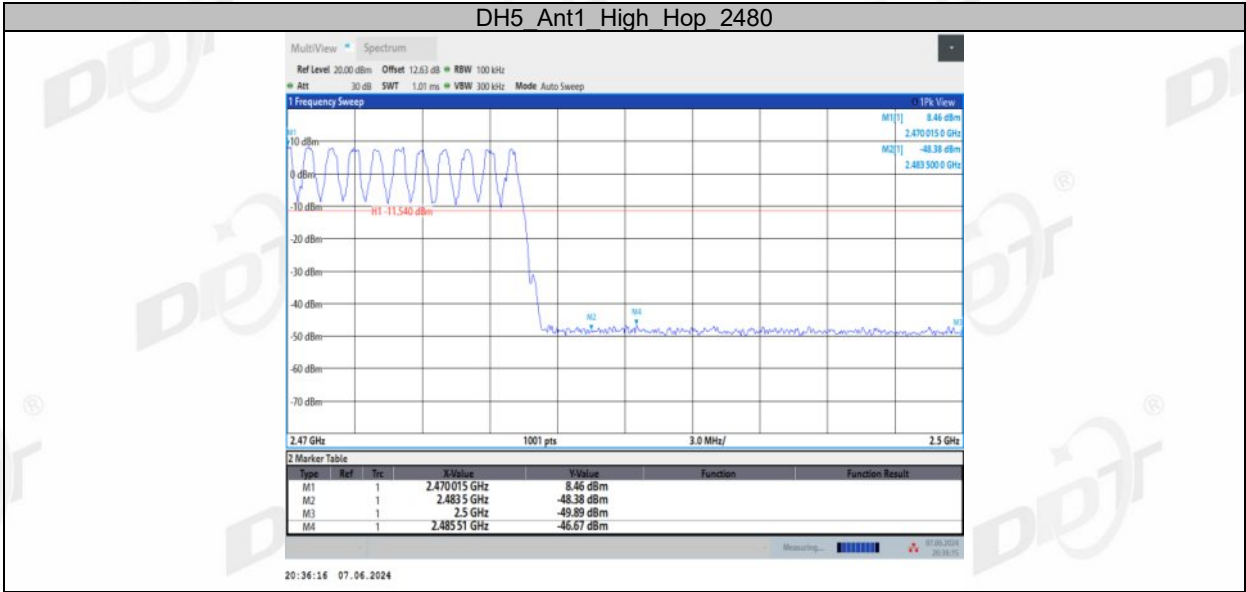 DH5_Ant1_High_Hop_2480
MultiView Spectrum
Ref Level 20.00 dBm Offset 12.63 dB RBW 100 kHz
Att 30 dB SWT 1.01 ms VBW 300 kHz Mode Auto Sweep
1 Frequency Sweep 1Pk View
M1[1] 8.46 dBm
2.470 015 0 GHz
M2[1] -48.38 dBm
2.483 500 0 GHz
M1
10 dBm
0 dBm
-10 dBm
H1 -11.540 dBm
-20 dBm
-30 dBm
-40 dBm
M2 M4 M3
-50 dBm
-60 dBm
-70 dBm
2.47 GHz 1001 pts 3.0 MHz/ 2.5 GHz
2 Marker Table
Type Ref Trc X-Value Y-Value Function Function Result
M1 1 2.470015 GHz 8.46 dBm
M2 1 2.4835 GHz -48.38 dBm
M3 1 2.5 GHz -49.89 dBm
M4 1 2.48551 GHz -46.67 dBm
Measuring... 07.06.2024
20:36:15
20:36:16 07.06.2024
DDT
®